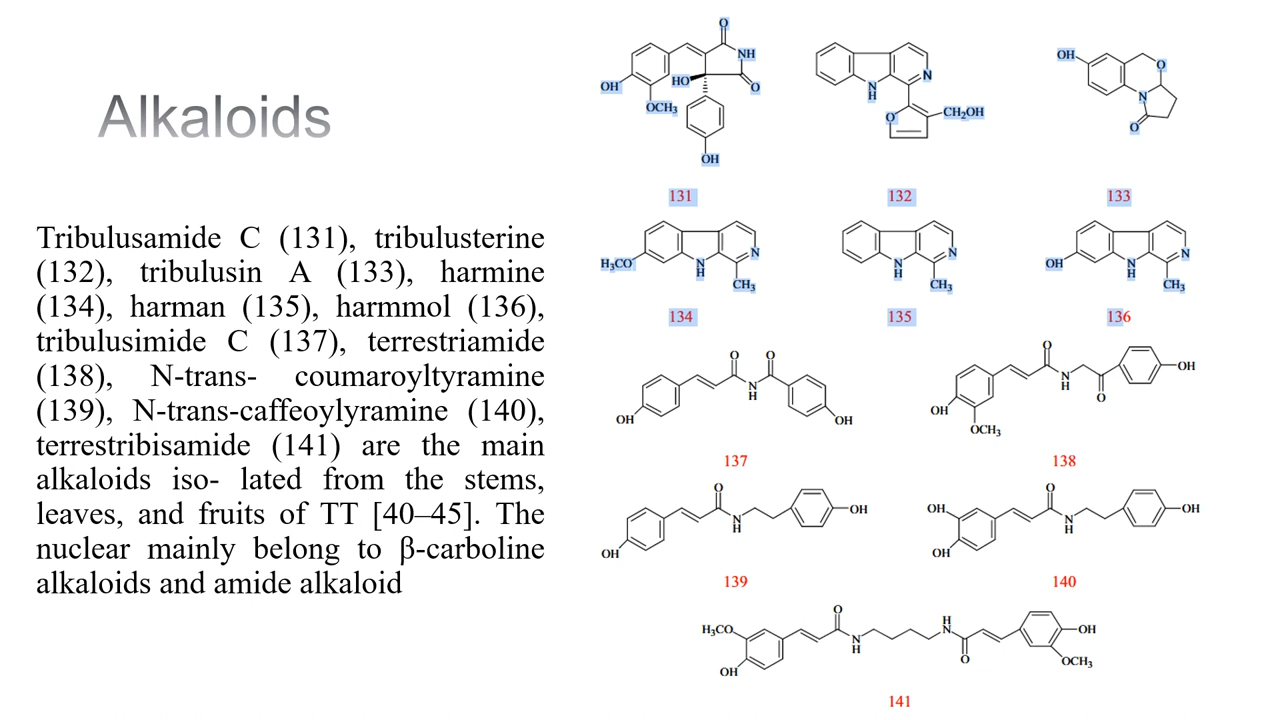 Alkaloids
Tribulusamide C (131), tribulusterine
(132), tribulusin A (133), harmine
(134), harman (135), harmmol (136),
tribulusimide C (137), terrestriamide
(138), N-trans- coumaroyltyramine
(139), N-trans-caffeoylyramine (140),
terrestribisamide (141) are the main
alkaloids iso- lated from the stems,
leaves, and fruits of TT [40–45]. The
nuclear mainly belong to β-carboline
alkaloids and amide alkaloid
O
NH
HO
O
OH
OCH3
OH
131
N
N
H
O
CH2OH
132
OH
O
N
O
133
H3CO
N
N
H
CH3
134
N
N
H
CH3
135
OH
N
N
H
CH3
136
O
O
N
H
OH
OH
137
O
N
H
O
OH
OH
OCH3
138
O
N
H
OH
OH
139
O
OH
N
H
OH
OH
140
O
H3CO
N
H
H
N
O
OH
OH
OCH3
141